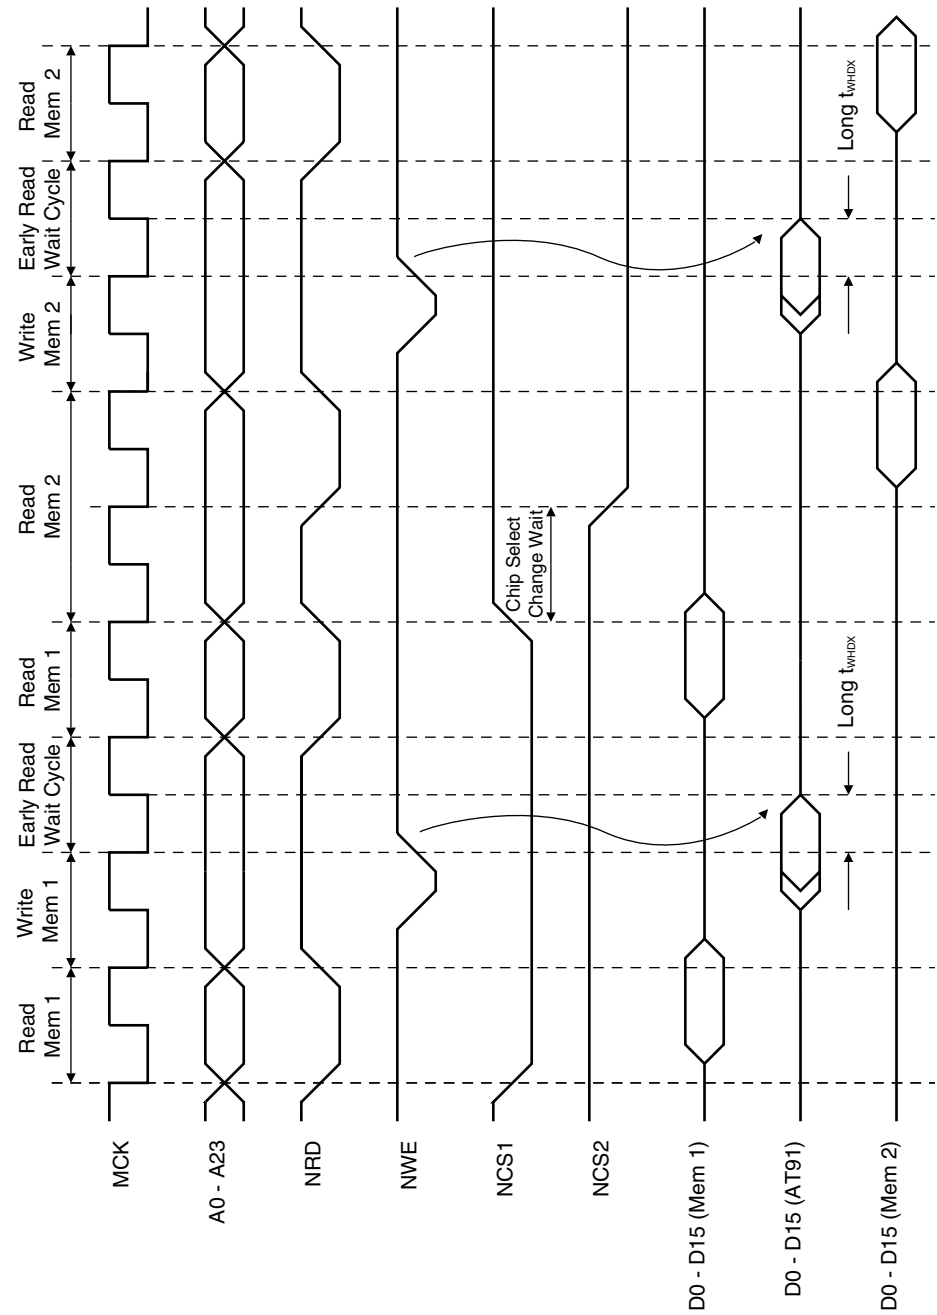 Read
Mem 1
Write
Mem 1
Early Read
Wait Cycle
Read
Mem 1
Read
Mem 2
Write
Mem 2
Early Read
Wait Cycle
Read
Mem 2
MCK
A0 - A23
NRD
NWE
NCS1
Chip Select
Change Wait
NCS2
D0 - D15 (Mem 1)
D0 - D15 (AT91)
Long tWHDX
Long tWHDX
D0 - D15 (Mem 2)